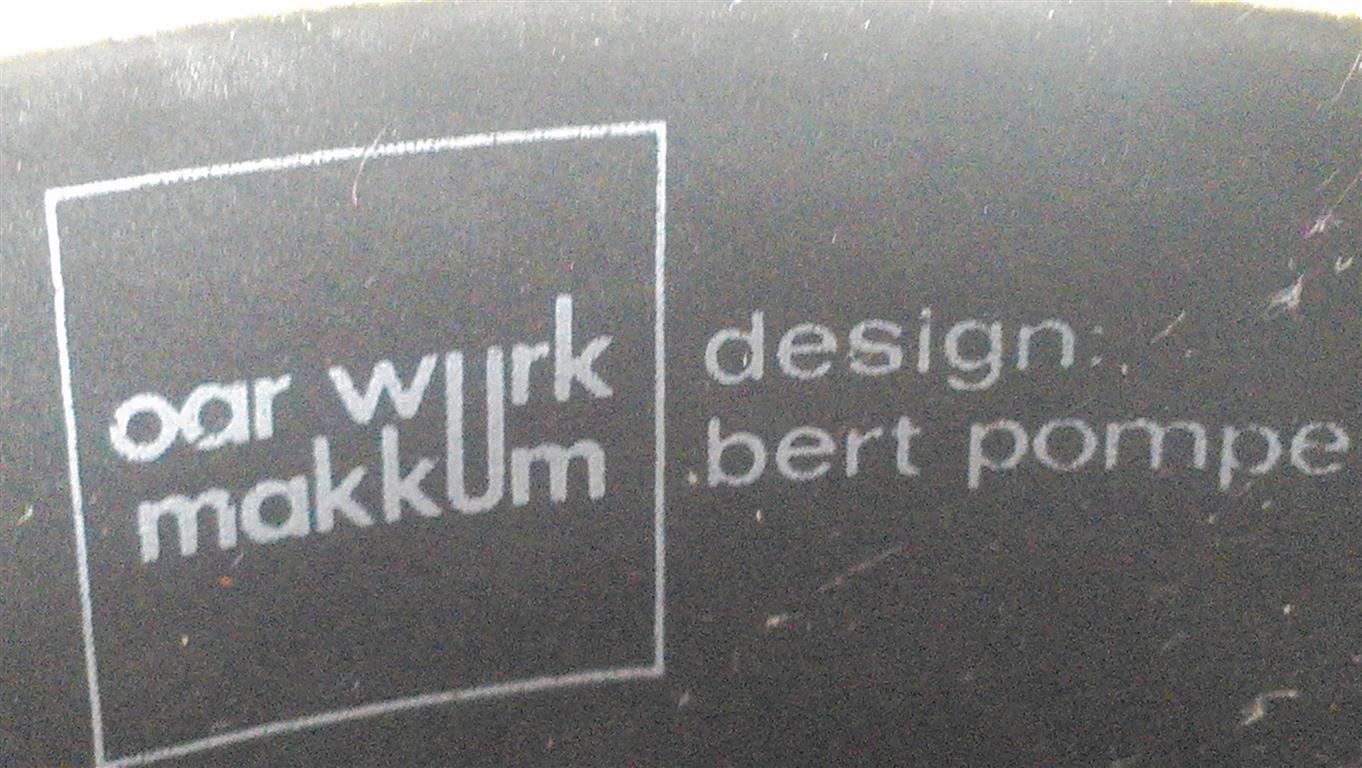 oar wurk
makkum
design:
bert pompe